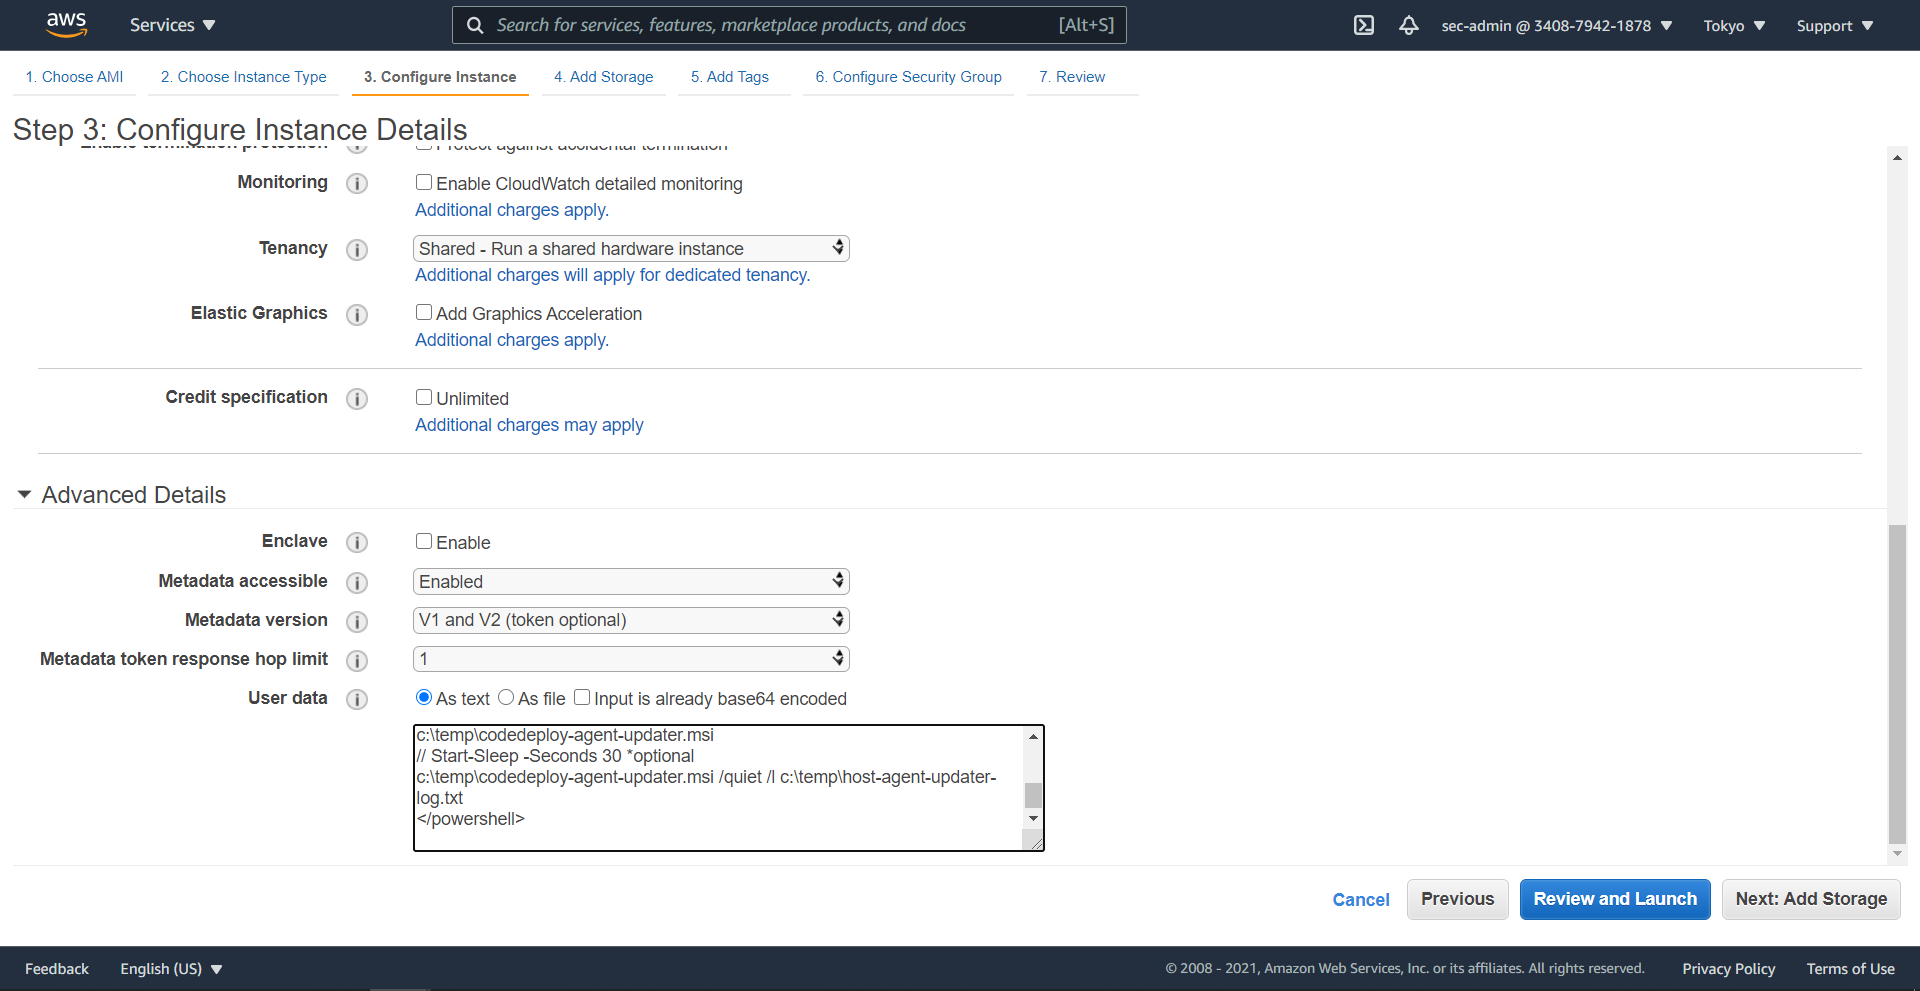 aws
Services
Search for services, features, marketplace products, and docs [Alt+S]
sec-admin @ 3408-7942-1878
Tokyo
Support
1. Choose AMI
2. Choose Instance Type
3. Configure Instance
4. Add Storage
5. Add Tags
6. Configure Security Group
7. Review
Step 3: Configure Instance Details
Enable termination protection
Protect against accidental termination
Monitoring
Enable CloudWatch detailed monitoring
Additional charges apply.
Tenancy
Shared - Run a shared hardware instance
Additional charges will apply for dedicated tenancy.
Elastic Graphics
Add Graphics Acceleration
Additional charges apply.
Credit specification
Unlimited
Additional charges may apply
Advanced Details
Enclave
Enable
Metadata accessible
Enabled
Metadata version
V1 and V2 (token optional)
Metadata token response hop limit
1
User data
As text
As file
Input is already base64 encoded
c:\temp\codedeploy-agent-updater.msi
// Start-Sleep -Seconds 30 *optional
c:\temp\codedeploy-agent-updater.msi /quiet /l c:\temp\host-agent-updater-
log.txt
</powershell>
Cancel
Previous
Review and Launch
Next: Add Storage
Feedback
English (US)
© 2008 - 2021, Amazon Web Services, Inc. or its affiliates. All rights reserved.
Privacy Policy
Terms of Use